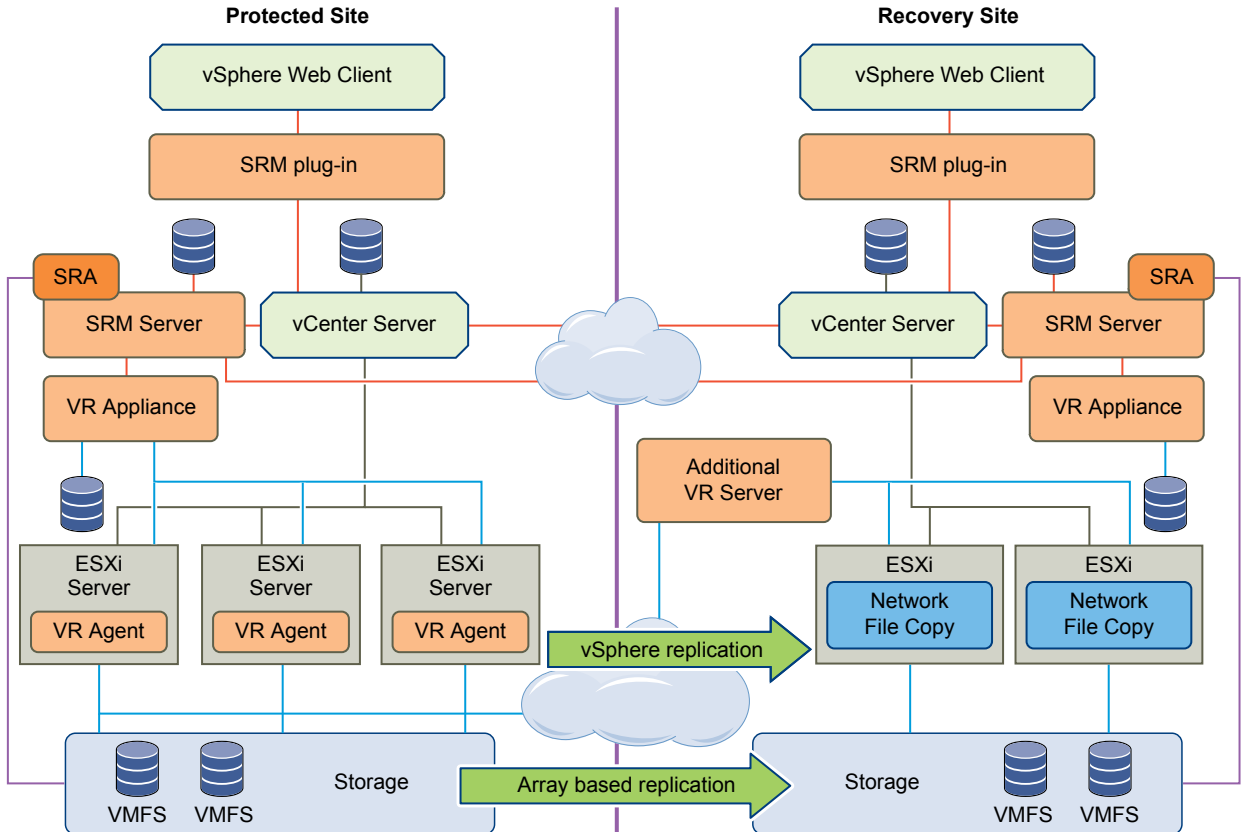 Protected Site
Recovery Site
vSphere Web Client
vSphere Web Client
SRM plug-in
SRM plug-in
SRA
SRA
SRM Server
vCenter Server
vCenter Server
SRM Server
VR Appliance
VR Appliance
Additional
VR Server
ESXi
Server
VR Agent
ESXi
Server
VR Agent
ESXi
Server
VR Agent
ESXi
Network
File Copy
ESXi
Network
File Copy
vSphere replication
Storage
VMFS
VMFS
Array based replication
Storage
VMFS
VMFS